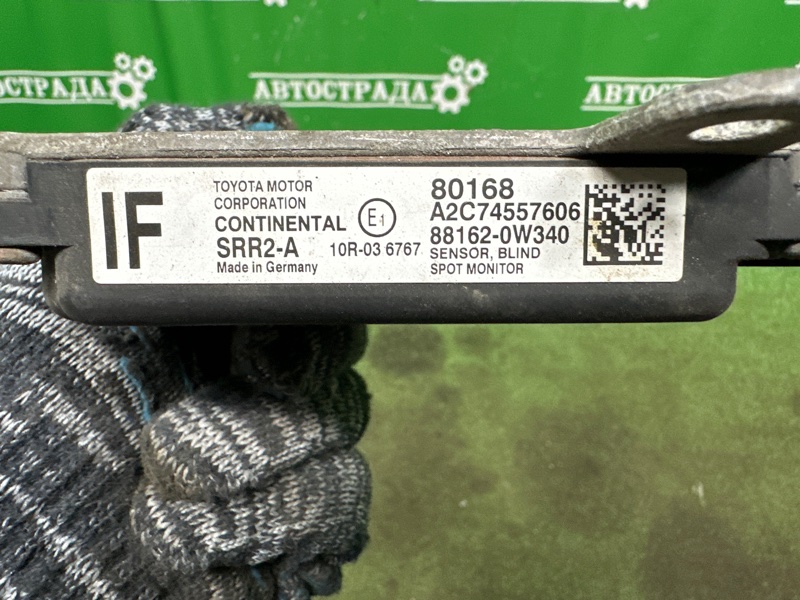 АВТОСТРАДА
АВТОСТРАДА
АВТОСТРАДА
IF
TOYOTA MOTOR
CORPORATION
CONTINENTAL
SRR2-A
Made in Germany
E1
10R-03 6767
80168
A2C74557606
88162-0W340
SENSOR, BLIND
SPOT MONITOR